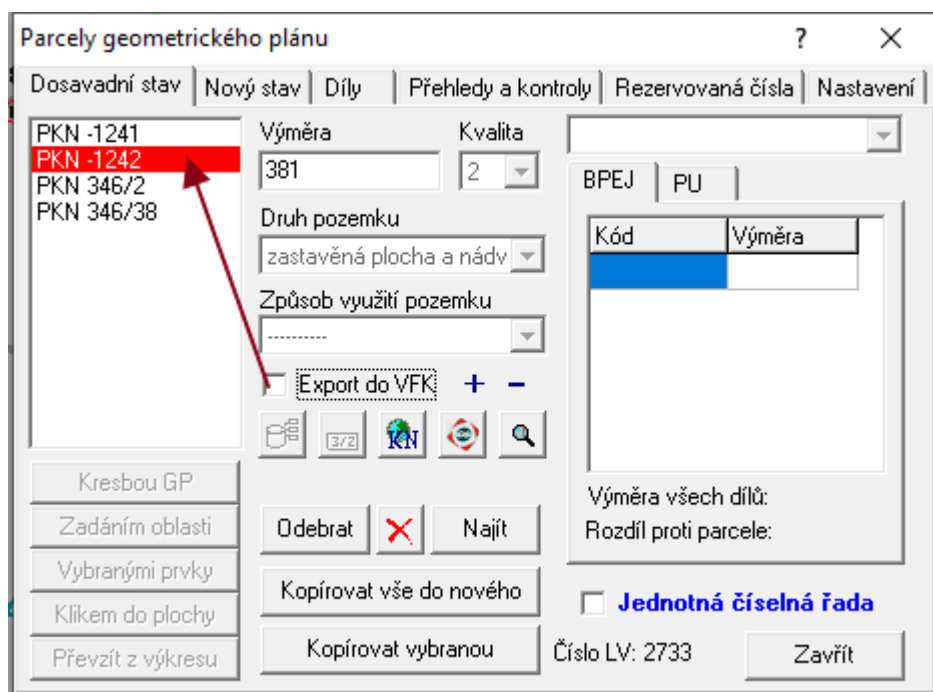 Parcely geometrického plánu
?
Dosavadní stav Nový stav Díly Přehledy a kontroly Rezervovaná čísla Nastavení
PKN -1241
PKN -1242
PKN 346/2
PKN 346/38
Výměra Kvalita
381 2
Druh pozemku
zastavěná plocha a nádv
Způsob využití pozemku
----------
Export do VFK + -
3/2 KN
Odebrat Najít
Kopírovat vše do nového
Kopírovat vybranou
Kresbou GP
Zadáním oblasti
Vybranými prvky
Klikem do plochy
Převzít z výkresu
BPEJ PU
Kód Výměra
Výměra všech dílů:
Rozdíl proti parcele:
Jednotná číselná řada
Číslo LV: 2733 Zavřít